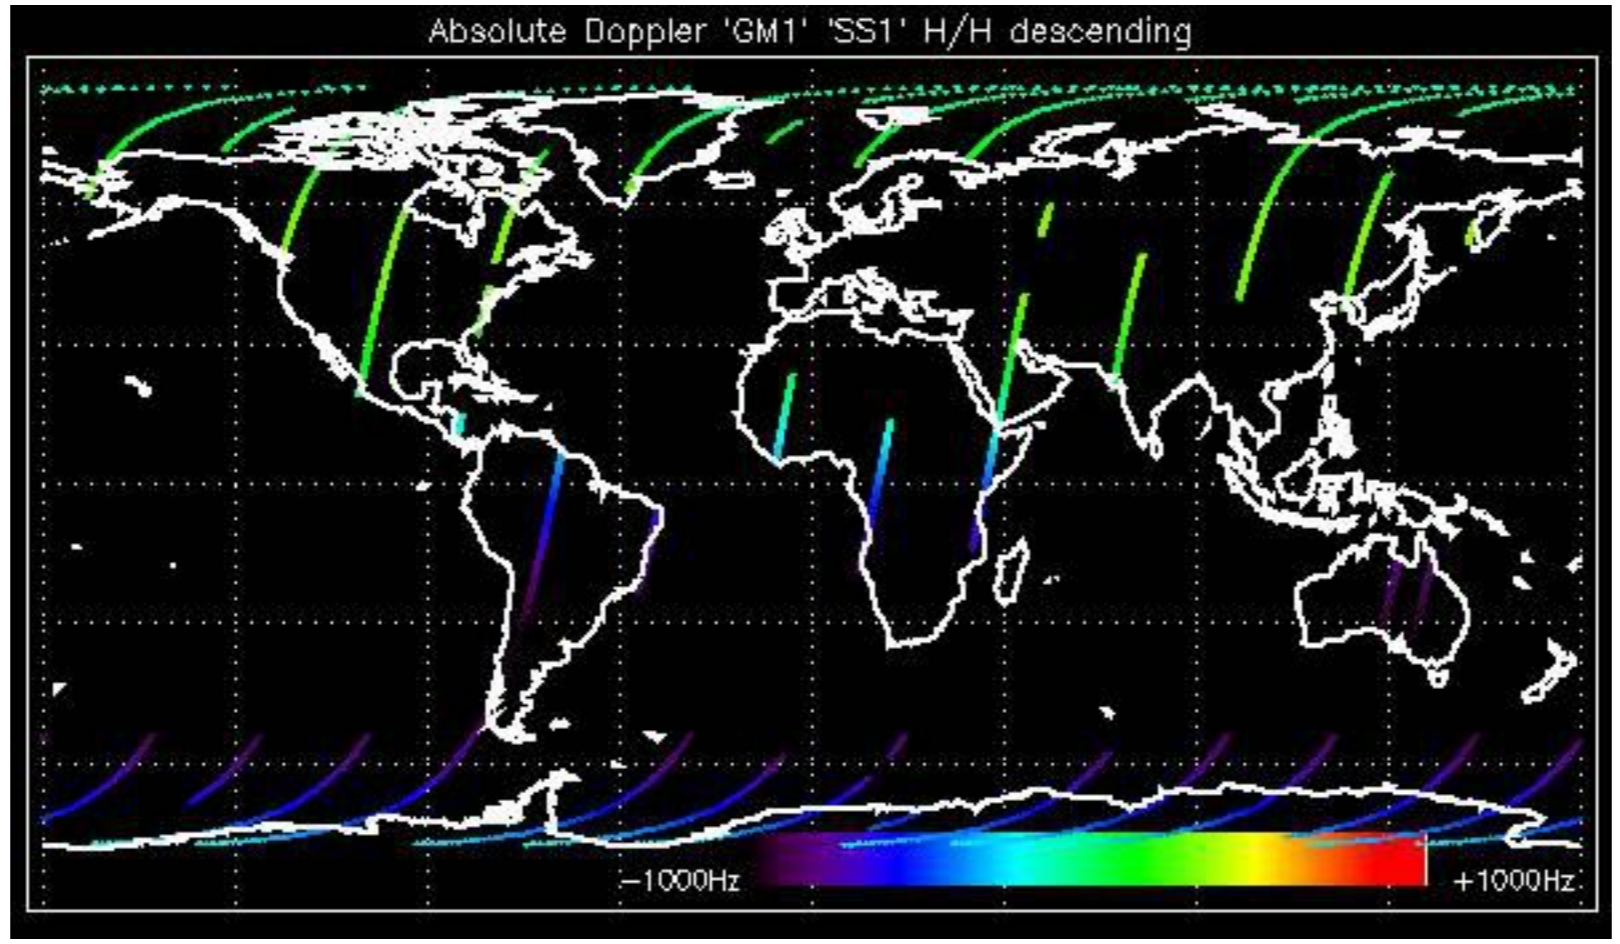 Absolute Doppler 'GM1' 'SS1' H/H descending
−1000Hz
+1000Hz